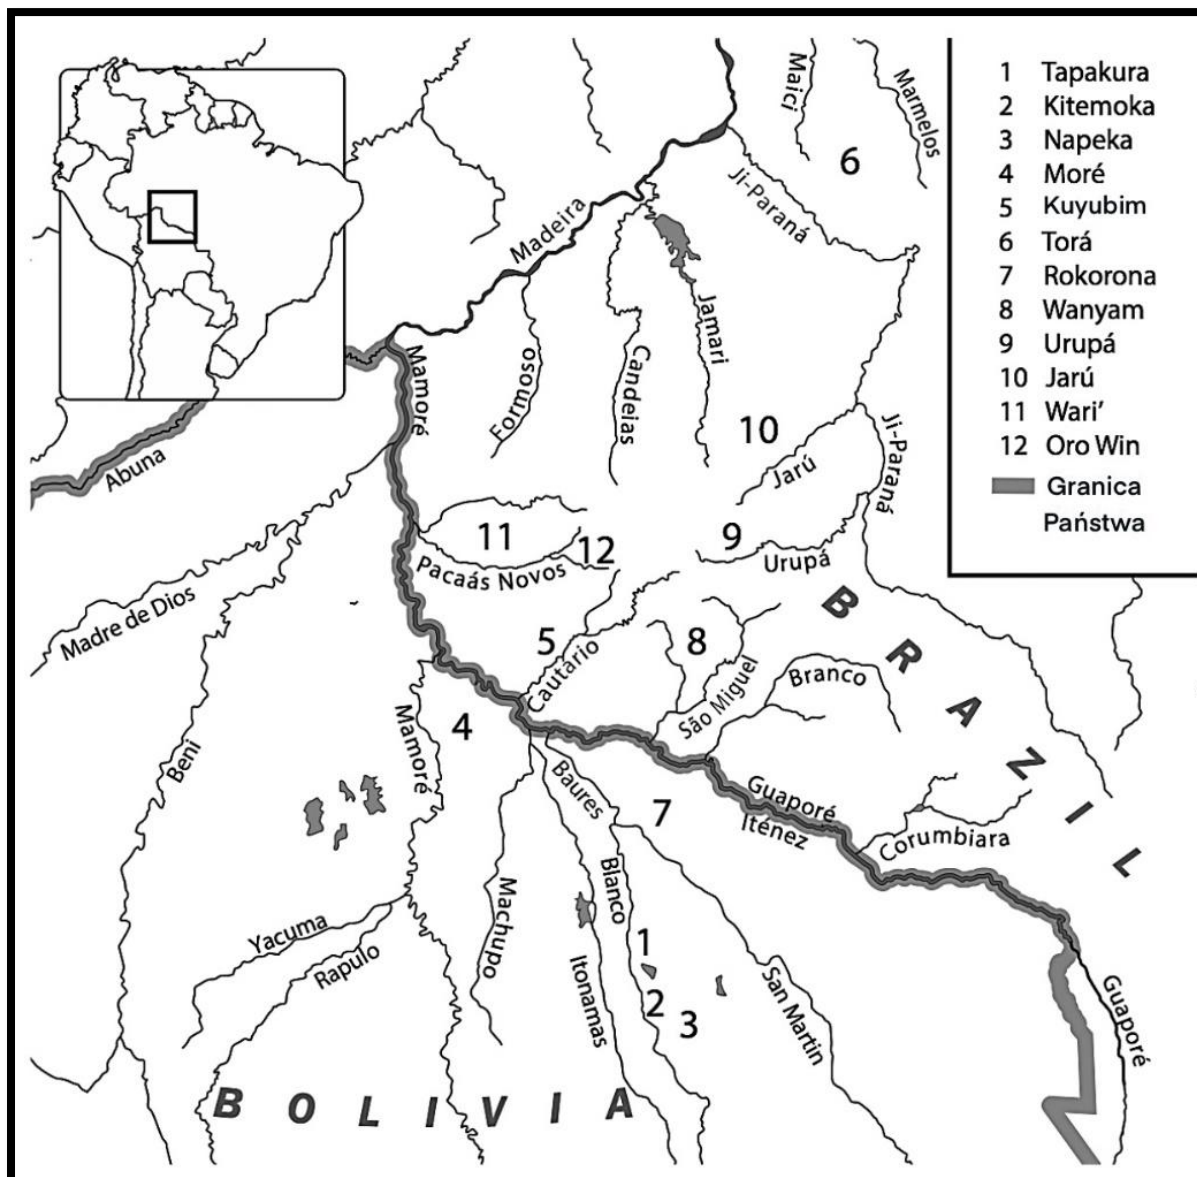 1 Tapakura
2 Kitemoka
3 Napeka
4 Moré
5 Kuyubim
6 Torá
7 Rokorona
8 Wanyam
9 Urupá
10 Jarú
11 Wari’
12 Oro Win
Granica
Państwa
Maici
Marmelos
6
Ji-Paraná
Madeira
Jamari
Mamoré
Formoso
Candeias
10
Jarú
Ji-Paraná
Abuna
11
12
9
Urupá
Pacaás Novos
Madre de Dios
BRAZIL
5
8
Cautário
São Miguel
Branco
4
Mamoré
Beni
Baures
7
Guaporé
Iténez
Corumbiara
Blanco
Machupo
Yacuma
Rapulo
1
Itonamas
2
3
San Martin
Guaporé
BOLIVIA